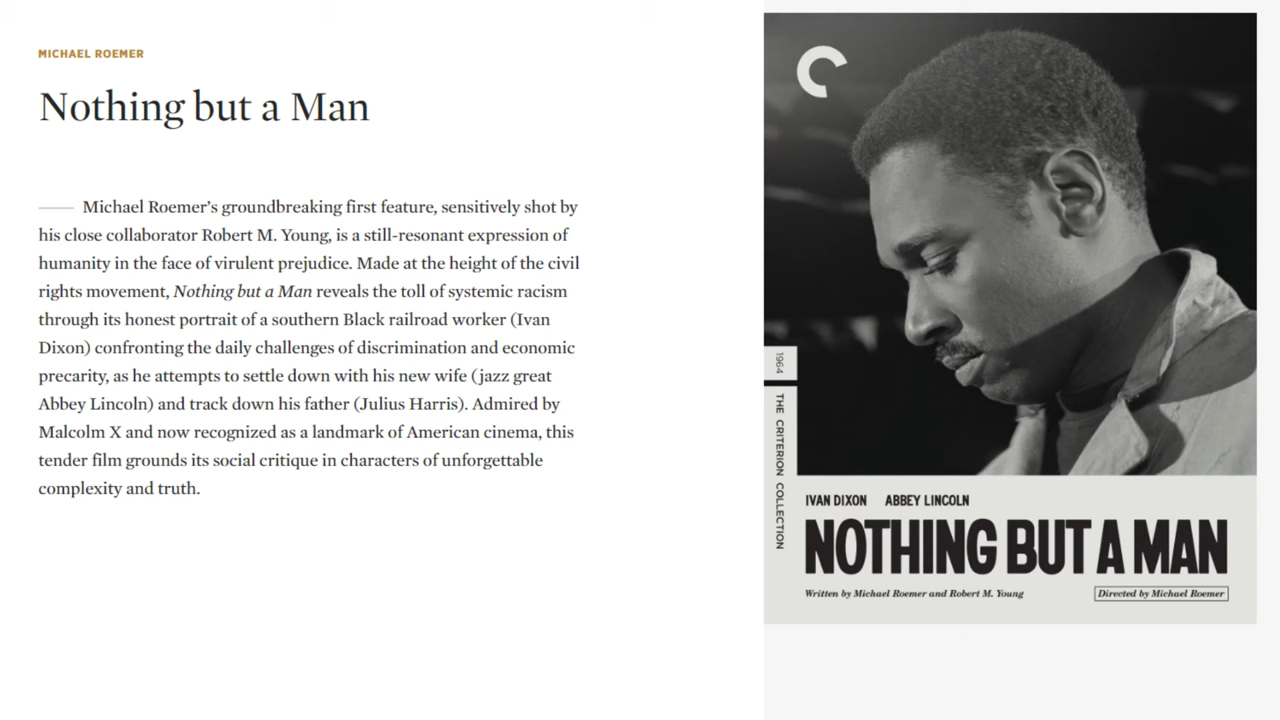 MICHAEL ROEMER
Nothing but a Man
Michael Roemer’s groundbreaking first feature, sensitively shot by
his close collaborator Robert M. Young, is a still-resonant expression of
humanity in the face of virulent prejudice. Made at the height of the civil
rights movement, Nothing but a Man reveals the toll of systemic racism
through its honest portrait of a southern Black railroad worker (Ivan
Dixon) confronting the daily challenges of discrimination and economic
precarity, as he attempts to settle down with his new wife (jazz great
Abbey Lincoln) and track down his father (Julius Harris). Admired by
Malcolm X and now recognized as a landmark of American cinema, this
tender film grounds its social critique in characters of unforgettable
complexity and truth.
1964
THE CRITERION COLLECTION
IVAN DIXON ABBEY LINCOLN
NOTHING BUT A MAN
Written by Michael Roemer and Robert M. Young
Directed by Michael Roemer